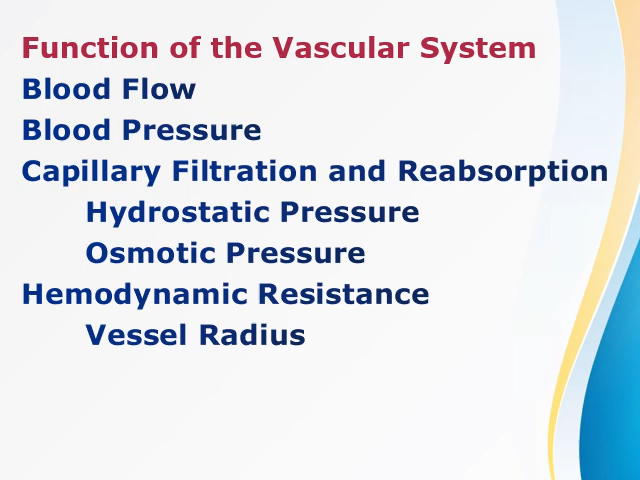 Function of the Vascular System
Blood Flow
Blood Pressure
Capillary Filtration and Reabsorption
Hydrostatic Pressure
Osmotic Pressure
Hemodynamic Resistance
Vessel Radius